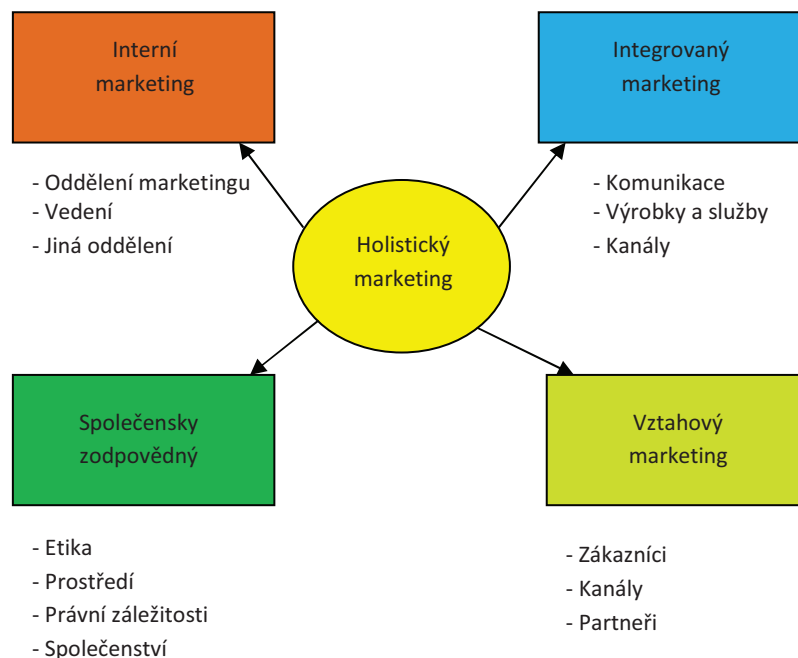 Interní
marketing
- Oddělení marketingu
- Vedení
- Jiná oddělení
Integrovaný
marketing
- Komunikace
- Výrobky a služby
- Kanály
Holistický
marketing
Společensky
zodpovědný
- Etika
- Prostředí
- Právní záležitosti
- Společenství
Vztahový
marketing
- Zákazníci
- Kanály
- Partneři